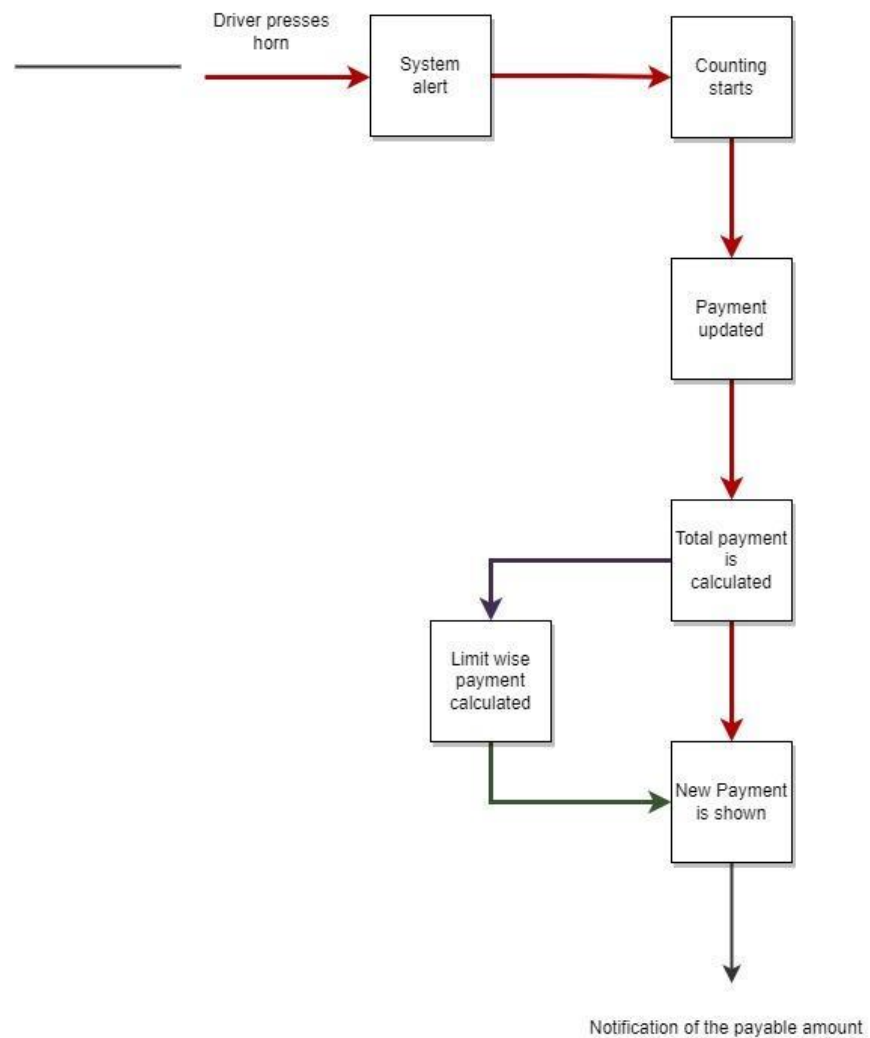 Driver presses
horn
System
alert
Counting
starts
Payment
updated
Total payment
is
calculated
Limit wise
payment
calculated
New Payment
is shown
Notification of the payable amount